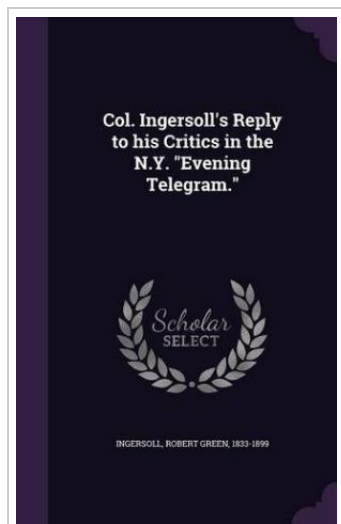 Col. Ingersoll's Reply
to his Critics in the
N.Y. "Evening
Telegram."
Scholar
SELECT
INGERSOLL, ROBERT GREEN, 1833-1899